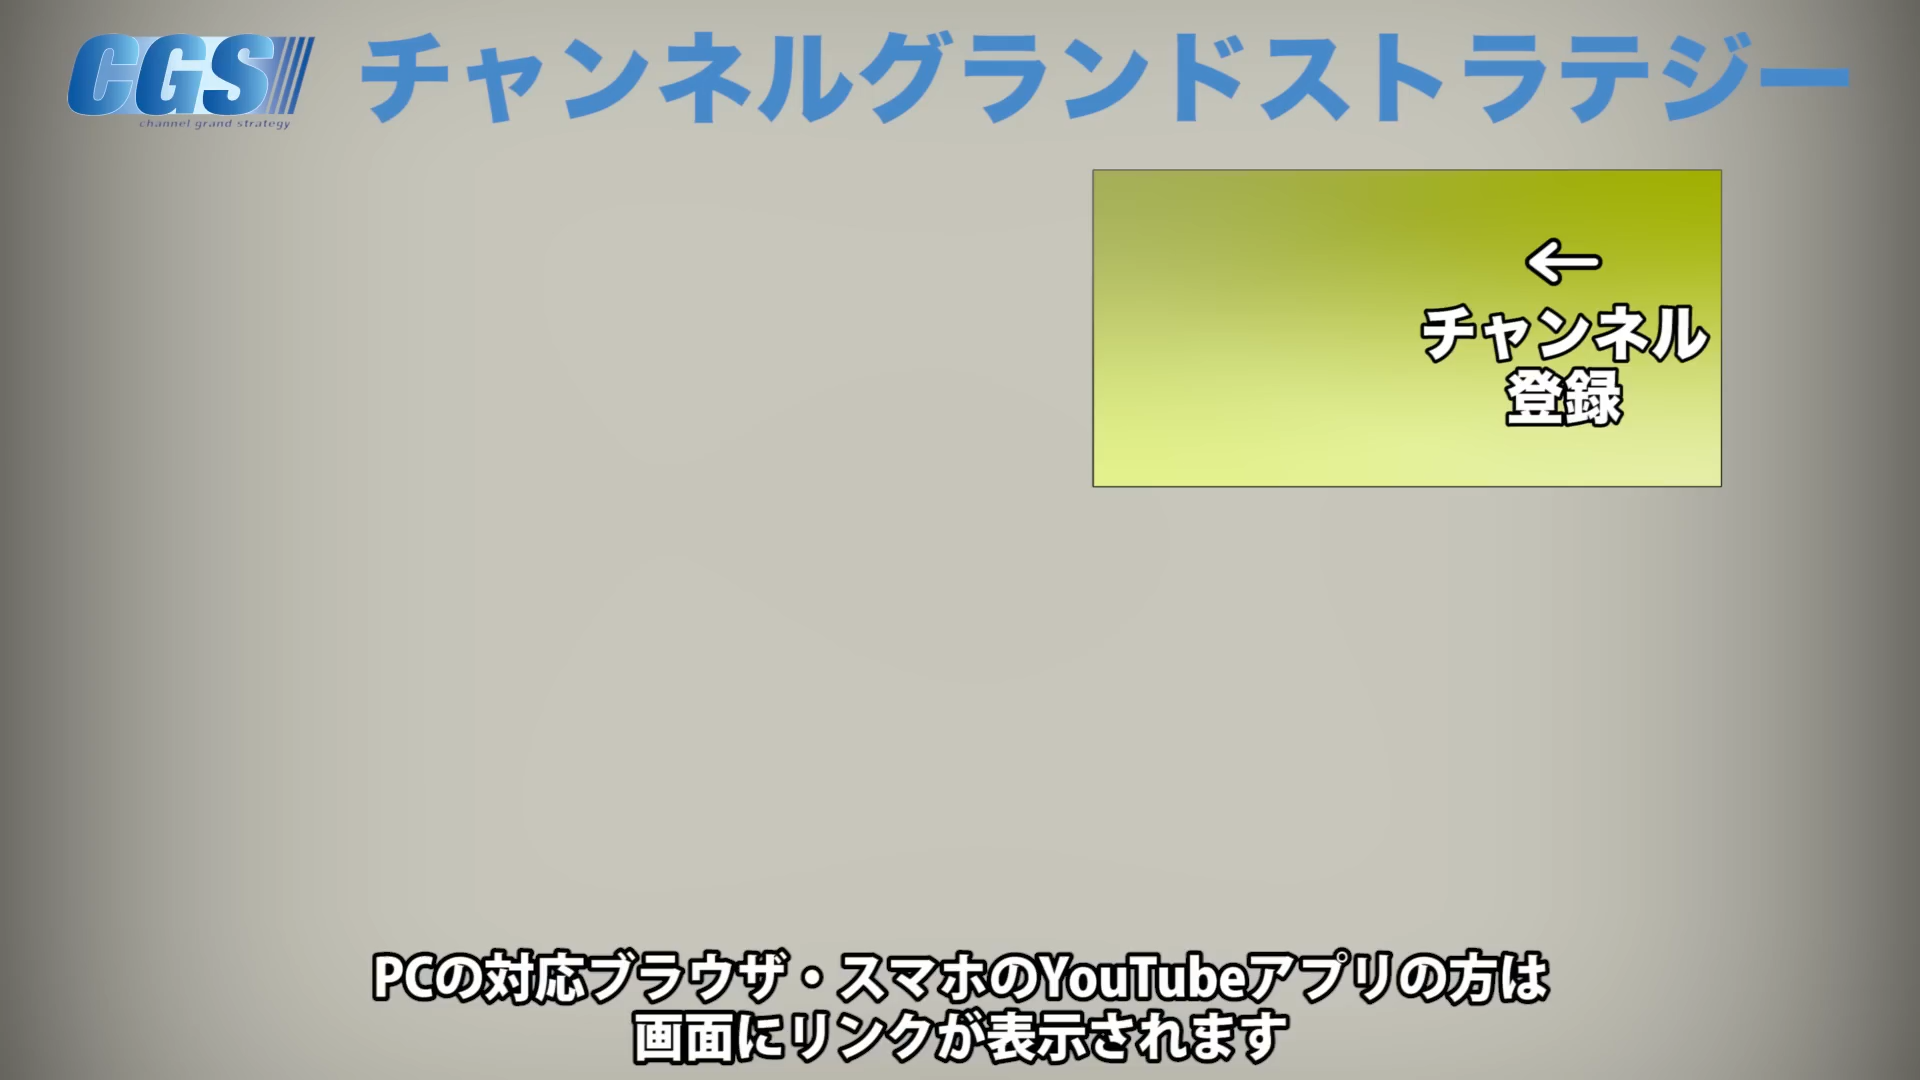 CGS
channel grand strategy
チャンネルグランドストラテジー
←
チャンネル
登録
PCの対応ブラウザ・スマホのYouTubeアプリの方は
画面にリンクが表示されます